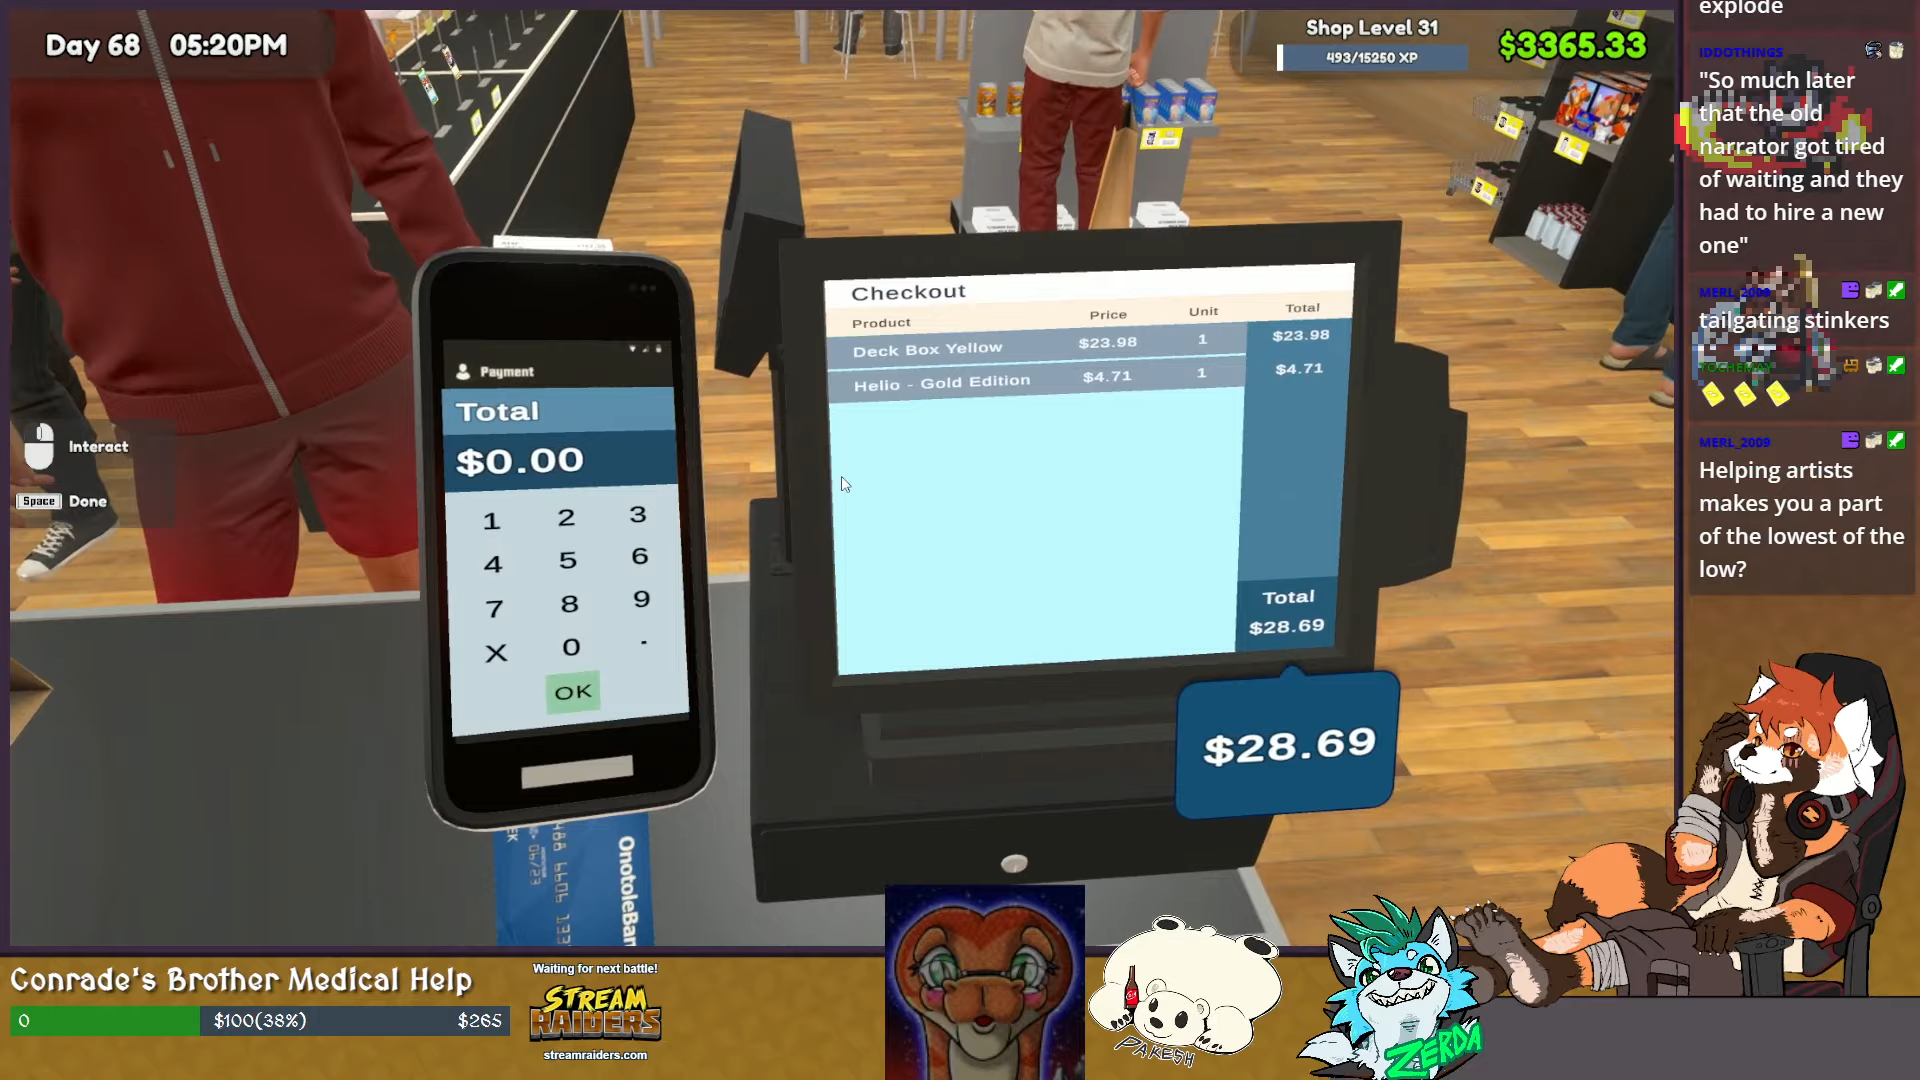 Day 68 05:20PM
Shop Level 31
493/15250 XP
$3365.33
Interact
Space Done
Payment
Total
$0.00
1 2 3
4 5 6
7 8 9
X 0 .
OK
Checkout
Product Price Unit Total
Deck Box Yellow $23.98 1 $23.98
Helio - Gold Edition $4.71 1 $4.71
Total
$28.69
$28.69
OnotoleBan
explode
IDDOTHINGS
"So much later
that the old
narrator got tired
of waiting and they
had to hire a new
one"
MERL_2009
tailgating stinkers
MERL_2009
Helping artists
makes you a part
of the lowest of the
low?
Conrade's Brother Medical Help
0 $100(38%) $265
Waiting for next battle!
STREAM
RAIDERS
streamraiders.com
PAKESH
ZERDA